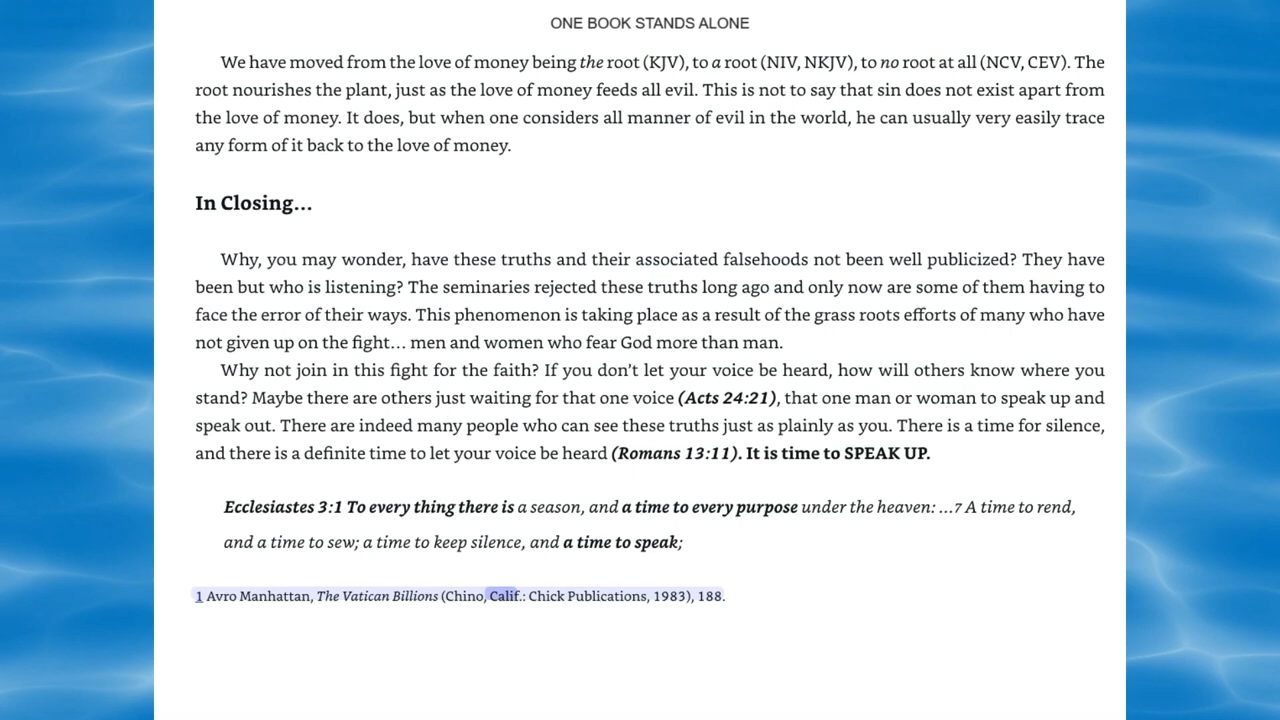 ONE BOOK STANDS ALONE
We have moved from the love of money being the root (KJV), to a root (NIV, NKJV), to no root at all (NCV, CEV). The
root nourishes the plant, just as the love of money feeds all evil. This is not to say that sin does not exist apart from
the love of money. It does, but when one considers all manner of evil in the world, he can usually very easily trace
any form of it back to the love of money.
In Closing…
Why, you may wonder, have these truths and their associated falsehoods not been well publicized? They have
been but who is listening? The seminaries rejected these truths long ago and only now are some of them having to
face the error of their ways. This phenomenon is taking place as a result of the grass roots efforts of many who have
not given up on the fight… men and women who fear God more than man.
Why not join in this fight for the faith? If you don’t let your voice be heard, how will others know where you
stand? Maybe there are others just waiting for that one voice (Acts 24:21), that one man or woman to speak up and
speak out. There are indeed many people who can see these truths just as plainly as you. There is a time for silence,
and there is a definite time to let your voice be heard (Romans 13:11). It is time to SPEAK UP.
Ecclesiastes 3:1 To every thing there is a season, and a time to every purpose under the heaven: …7 A time to rend,
and a time to sew; a time to keep silence, and a time to speak;
1 Avro Manhattan, The Vatican Billions (Chino, Calif.: Chick Publications, 1983), 188.